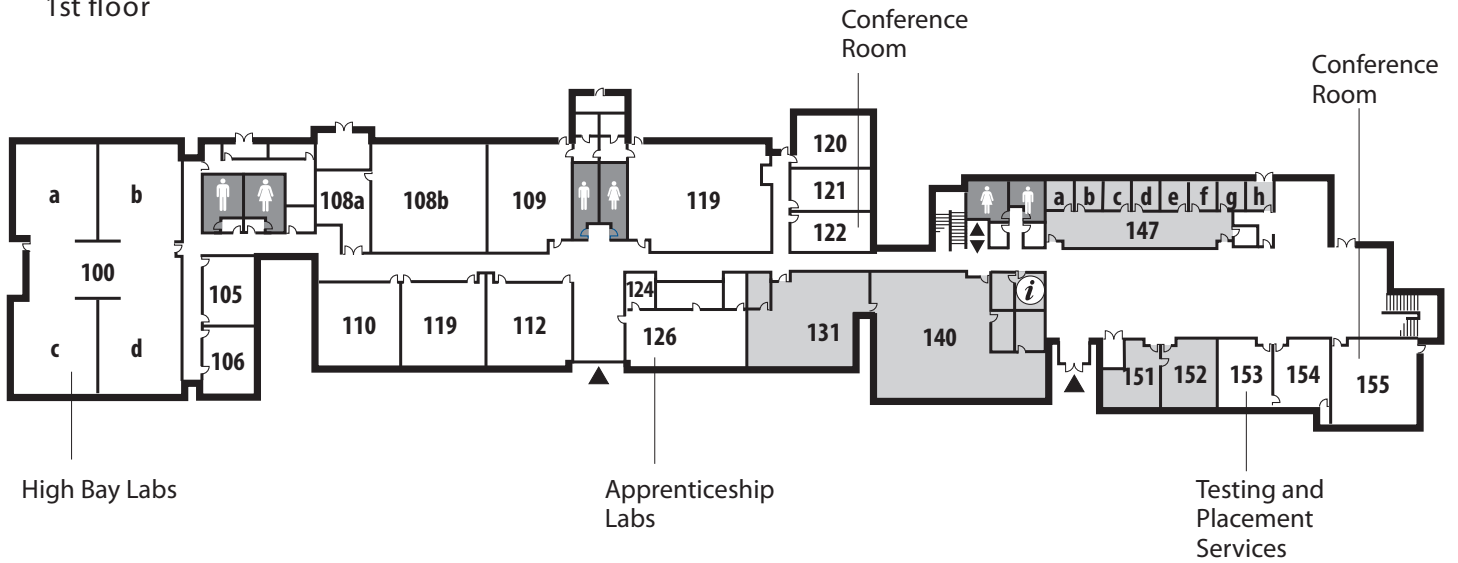 1st floor
Conference
Room
Conference
Room
120
a b 108a 108b 109 119 121 a b c d e f g h
122 147
100
105 124
110 119 112 126 131 140 i
106
c d 151 152 153 154 155
High Bay Labs
Apprenticeship
Labs
Testing and
Placement
Services